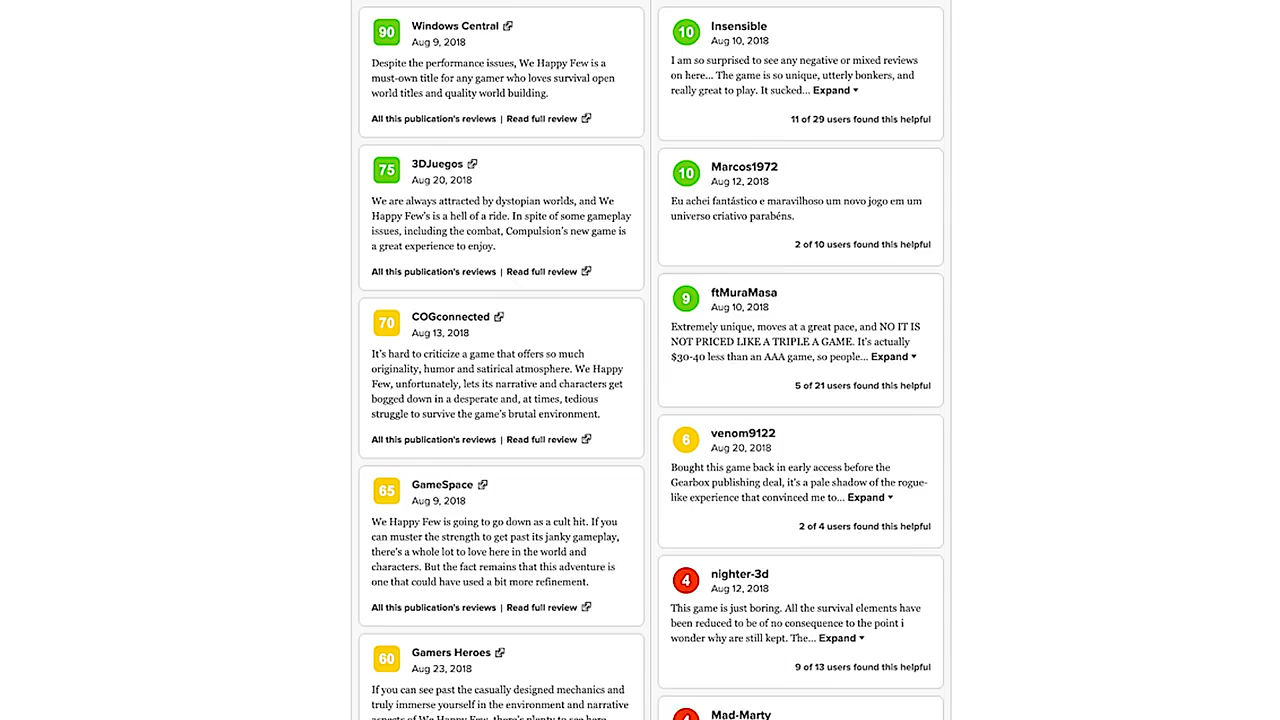 90
Windows Central
Aug 9, 2018
Despite the performance issues, We Happy Few is a
must-own title for any gamer who loves survival open
world titles and quality world building.
All this publication's reviews | Read full review
75
3DJuegos
Aug 20, 2018
We are always attracted by dystopian worlds, and We
Happy Few's is a hell of a ride. In spite of some gameplay
issues, including the combat, Compulsion's new game is
a great experience to enjoy.
All this publication's reviews | Read full review
70
COGconnected
Aug 13, 2018
It's hard to criticize a game that offers so much
originality, humor and satirical atmosphere. We Happy
Few, unfortunately, lets its narrative and characters get
bogged down in a desperate and, at times, tedious
struggle to survive the game's brutal environment.
All this publication's reviews | Read full review
65
GameSpace
Aug 9, 2018
We Happy Few is going to go down as a cult hit. If you
can muster the strength to get past its janky gameplay,
there's a whole lot to love here in the world and
characters. But the fact remains that this adventure is
one that could have used a bit more refinement.
All this publication's reviews | Read full review
60
Gamers Heroes
Aug 23, 2018
If you can see past the casually designed mechanics and
truly immerse yourself in the environment and narrative
aspects of We Happy Few, there's plenty to see here
10
Insensible
Aug 10, 2018
I am so surprised to see any negative or mixed reviews
on here... The game is so unique, utterly bonkers, and
really great to play. It sucked... Expand
11 of 29 users found this helpful
10
Marcos1972
Aug 12, 2018
Eu achei fantástico e maravilhoso um novo jogo em um
universo criativo parabéns.
2 of 10 users found this helpful
9
ftMuraMasa
Aug 10, 2018
Extremely unique, moves at a great pace, and NO IT IS
NOT PRICED LIKE A TRIPLE A GAME. It's actually
$30-40 less than an AAA game, so people... Expand
5 of 21 users found this helpful
6
venom9122
Aug 20, 2018
Bought this game back in early access before the
Gearbox publishing deal, it's a pale shadow of the rogue-
like experience that convinced me to... Expand
2 of 4 users found this helpful
4
nighter-3d
Aug 12, 2018
This game is just boring. All the survival elements have
been reduced to be of no consequence to the point i
wonder why are still kept. The... Expand
9 of 13 users found this helpful
4
Mad-Marty